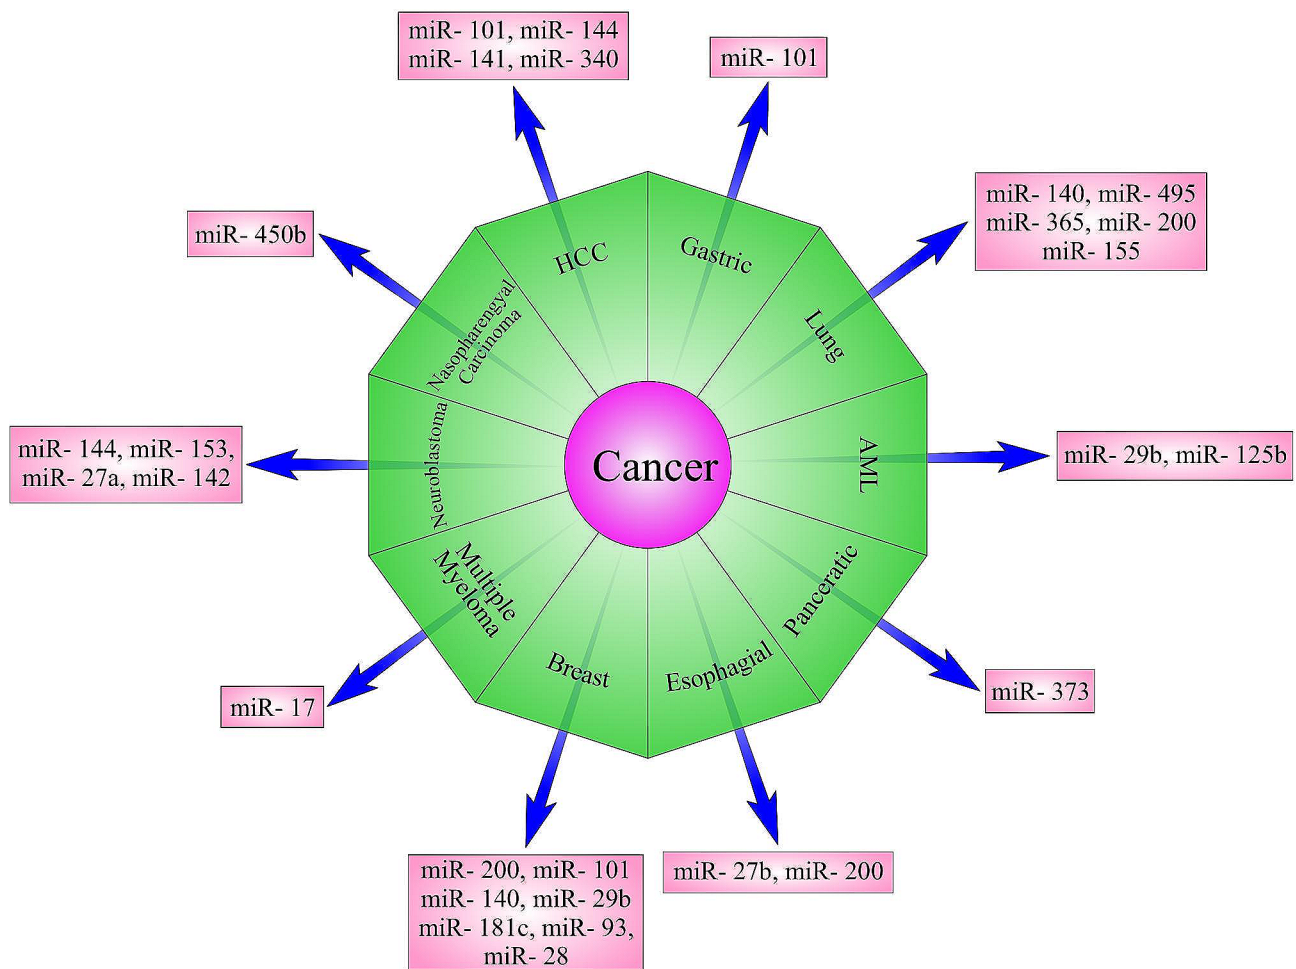 miR- 101, miR- 144
miR- 141, miR- 340
miR- 101
miR- 140, miR- 495
miR- 365, miR- 200
miR- 155
miR- 450b
HCC
Gastric
Lung
Nasopharengyal
Carcinoma
miR- 144, miR- 153,
miR- 27a, miR- 142
Neuroblastoma
Cancer
AML
miR- 29b, miR- 125b
Multiple
Myeloma
Breast
Esophagial
Panceratic
miR- 17
miR- 373
miR- 200, miR- 101
miR- 140, miR- 29b
miR- 181c, miR- 93,
miR- 28
miR- 27b, miR- 200